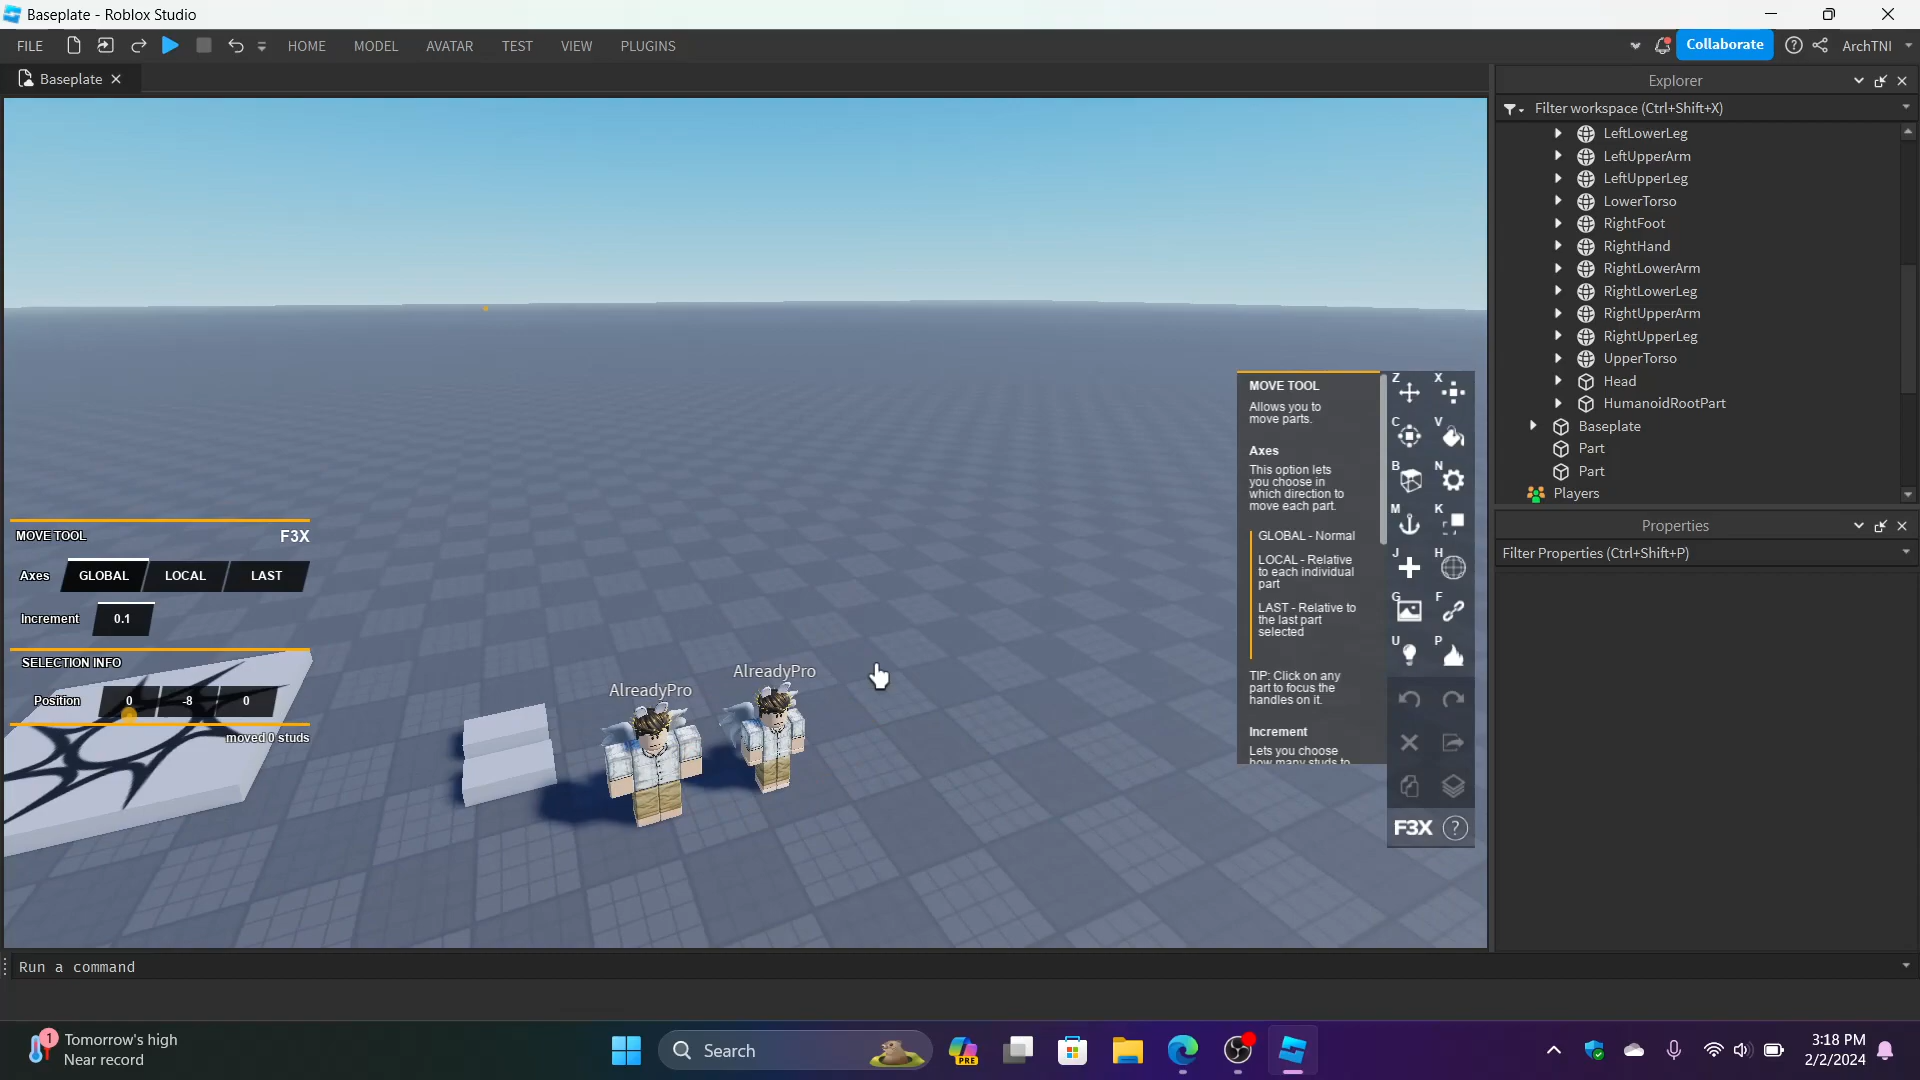 Baseplate - Roblox Studio
FILE
HOME
MODEL
AVATAR
TEST
VIEW
PLUGINS
Collaborate
ArchTNI
Baseplate
Explorer
Filter workspace (Ctrl+Shift+X)
LeftLowerLeg
LeftUpperArm
LeftUpperLeg
LowerTorso
RightFoot
RightHand
RightLowerArm
RightLowerLeg
RightUpperArm
RightUpperLeg
UpperTorso
Head
HumanoidRootPart
Baseplate
Part
Part
Players
Properties
Filter Properties (Ctrl+Shift+P)
MOVE TOOL
F3X
Axes
GLOBAL
LOCAL
LAST
Increment
0.1
SELECTION INFO
Position
0
-8
0
moved 0 studs
AlreadyPro
AlreadyPro
MOVE TOOL
Allows you to
move parts.
Axes
This option lets
you choose in
which direction to
move each part.
GLOBAL - Normal
LOCAL - Relative
to each individual
part
LAST - Relative to
the last part
selected
TIP: Click on any
part to focus the
handles on it.
Increment
Lets you choose
how many studs to
Z
X
C
V
B
N
M
K
J
H
G
F
U
P
F3X
?
Run a command
1
Tomorrow's high
Near record
Search
PRE
3:18 PM
2/2/2024